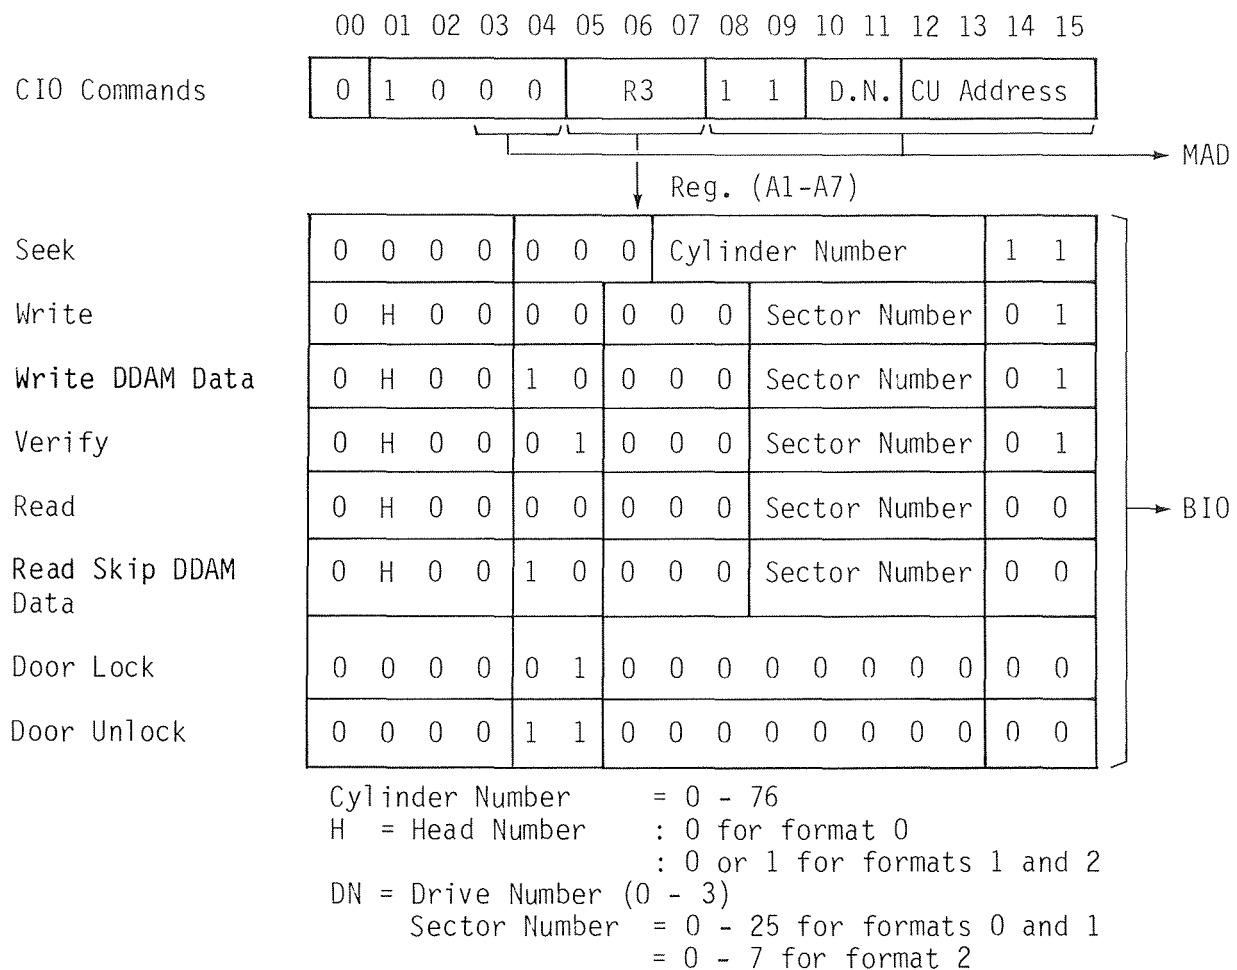 00 01 02 03 04 05 06 07 08 09 10 11 12 13 14 15
CIO Commands 0 1 0 0 0 R3 1 1 D.N. CU Address
MAD
Reg. (A1-A7)
Seek 0 0 0 0 0 0 0 Cylinder Number 1 1
Write 0 H 0 0 0 0 0 0 0 Sector Number 0 1
Write DDAM Data 0 H 0 0 1 0 0 0 0 Sector Number 0 1
Verify 0 H 0 0 0 1 0 0 0 Sector Number 0 1
Read 0 H 0 0 0 0 0 0 0 Sector Number 0 0
BIO
Read Skip DDAM 0 H 0 0 1 0 0 0 0 Sector Number 0 0
Data
Door Lock 0 0 0 0 0 1 0 0 0 0 0 0 0 0 0 0
Door Unlock 0 0 0 0 1 1 0 0 0 0 0 0 0 0 0 0
Cylinder Number = 0 - 76
H = Head Number : 0 for format 0
: 0 or 1 for formats 1 and 2
DN = Drive Number (0 - 3)
Sector Number = 0 - 25 for formats 0 and 1
= 0 - 7 for format 2